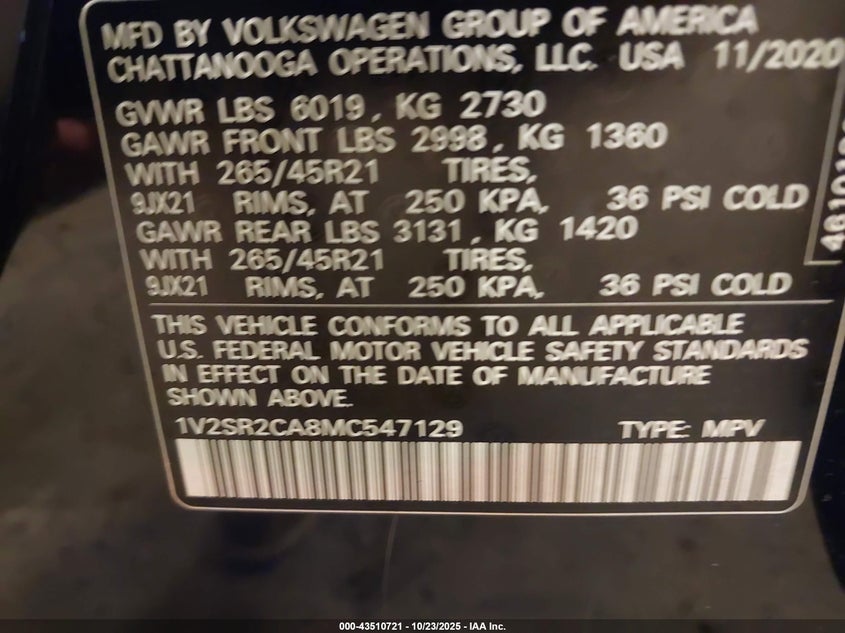 MFD BY VOLKSWAGEN GROUP OF AMERICA
CHATTANOOGA OPERATIONS, LLC. USA 11/2020
GVWR LBS 6019, KG 2730
GAWR FRONT LBS 2998, KG 1360
WITH 265/45R21 TIRES,
9JX21 RIMS, AT 250 KPA, 36 PSI COLD
GAWR REAR LBS 3131, KG 1420
WITH 265/45R21 TIRES,
9JX21 RIMS, AT 250 KPA, 36 PSI COLD
THIS VEHICLE CONFORMS TO ALL APPLICABLE
U.S. FEDERAL MOTOR VEHICLE SAFETY STANDARDS
IN EFFECT ON THE DATE OF MANUFACTURE
SHOWN ABOVE.
1V2SR2CA8MC547129 TYPE: MPV
000-43510721 - 10/23/2025 - IAA Inc.